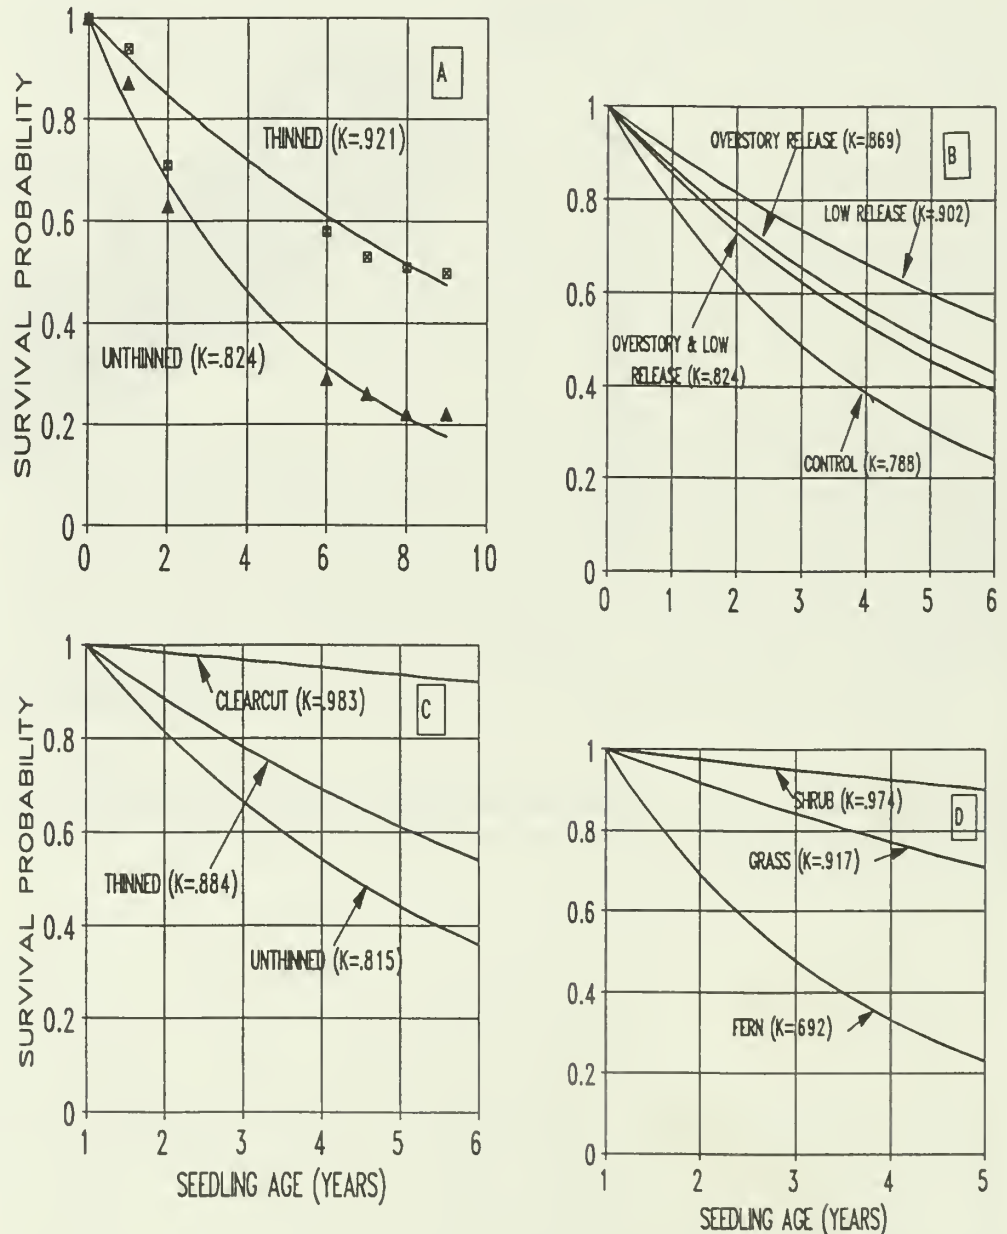 SURVIVAL PROBABILITY
1
0.8
0.6
0.4
0.2
0
0
2
4
6
8
10
A
THINNED (K=.921)
UNTHINNED (K=.824)
1
0.8
0.6
0.4
0.2
0
0
1
2
3
4
5
6
B
OVERSTORY RELEASE (K=.869)
LOW RELEASE (K=.902)
OVERSTORY & LOW
RELEASE (K=.824)
CONTROL (K=.788)
SURVIVAL PROBABILITY
1
0.8
0.6
0.4
0.2
0
1
2
3
4
5
6
SEEDLING AGE (YEARS)
C
CLEARCUT (K=.983)
THINNED (K=.884)
UNTHINNED (K=.815)
1
0.8
0.6
0.4
0.2
0
1
2
3
4
5
SEEDLING AGE (YEARS)
D
SHRUB (K=.974)
GRASS (K=.917)
FERN (K=.692)